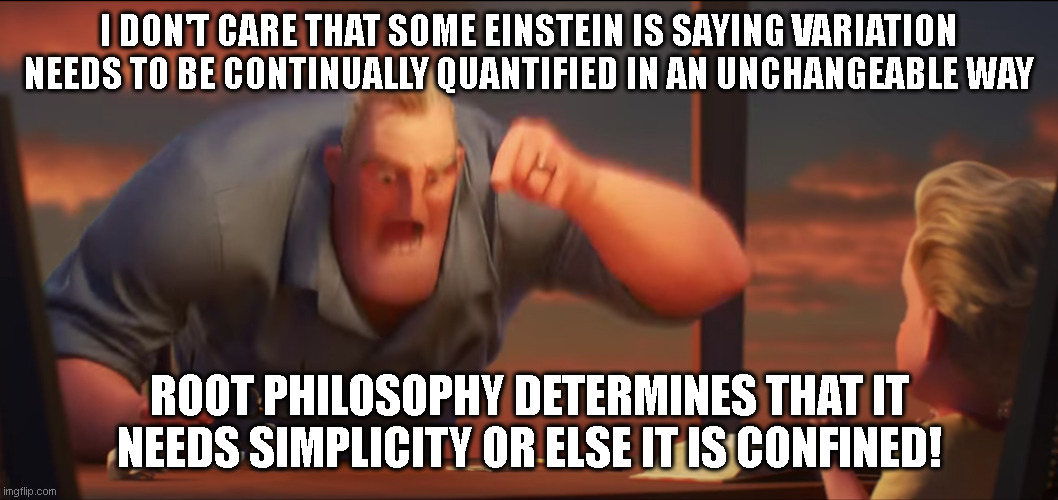 I DON'T CARE THAT SOME EINSTEIN IS SAYING VARIATION
NEEDS TO BE CONTINUALLY QUANTIFIED IN AN UNCHANGEABLE WAY
ROOT PHILOSOPHY DETERMINES THAT IT
NEEDS SIMPLICITY OR ELSE IT IS CONFINED!
imgflip.com